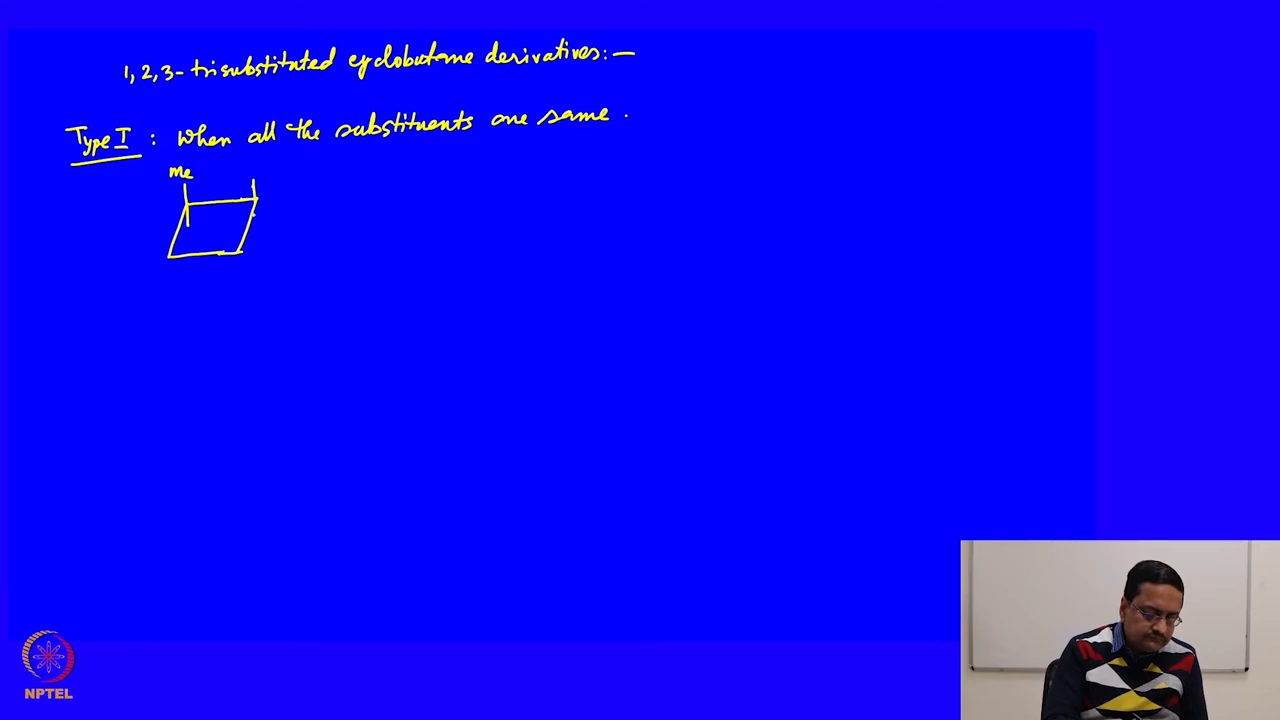 1,2,3- trisubstituted cyclobutane derivatives:—
Type I : When all the substituents are same .
Me
NPTEL